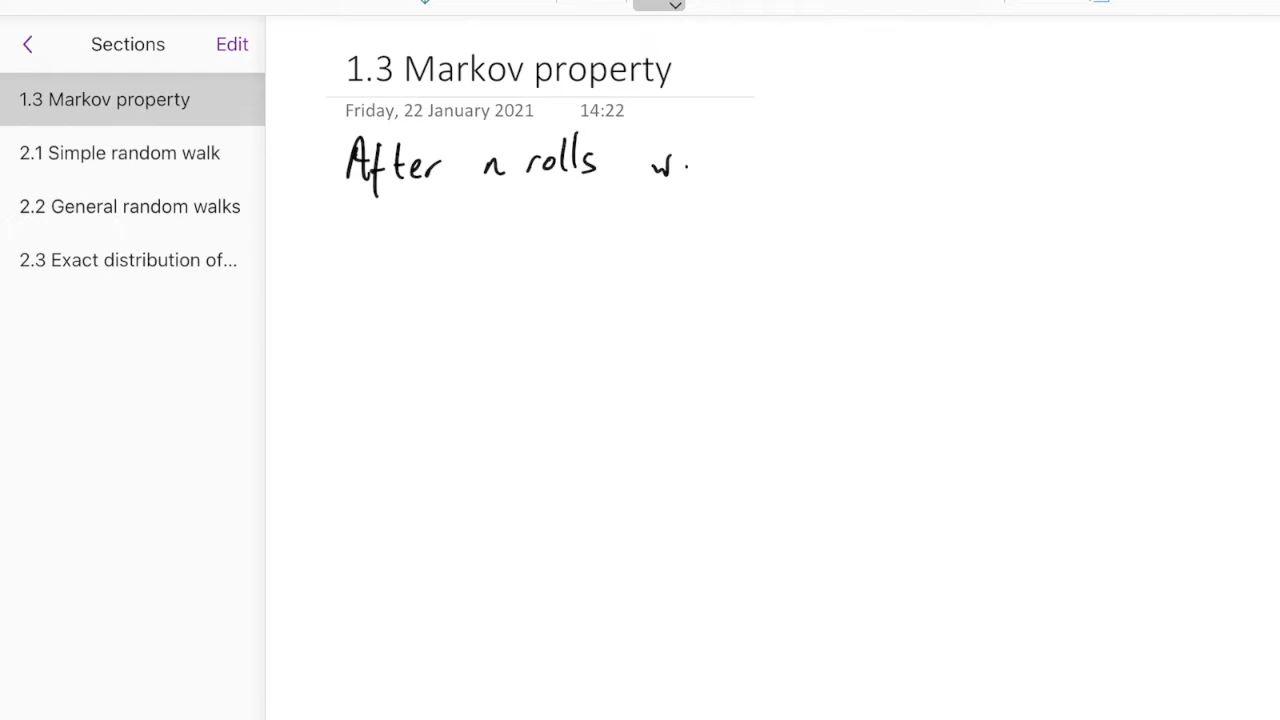 Sections
Edit
1.3 Markov property
2.1 Simple random walk
2.2 General random walks
2.3 Exact distribution of...
1.3 Markov property
Friday, 22 January 2021 14:22
After n rolls w